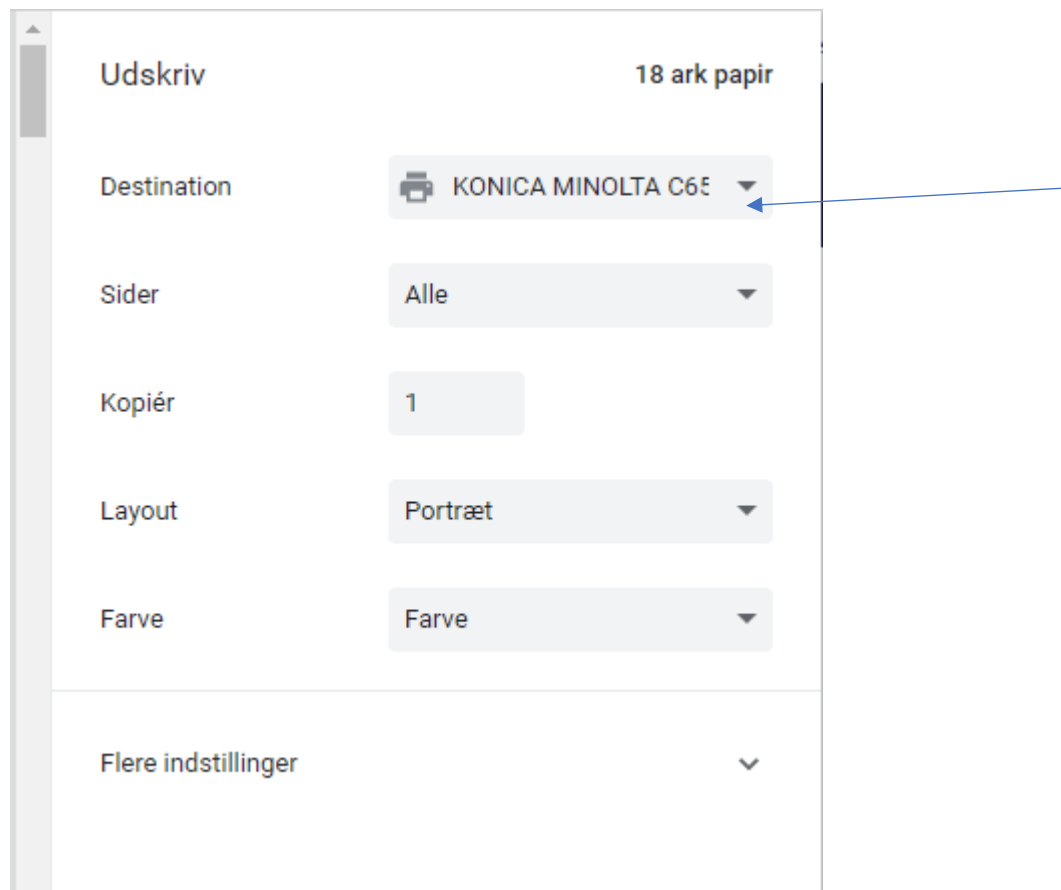 Udskriv 18 ark papir
Destination KONICA MINOLTA C65
Sider Alle
Kopiér 1
Layout Portræt
Farve Farve
Flere indstillinger